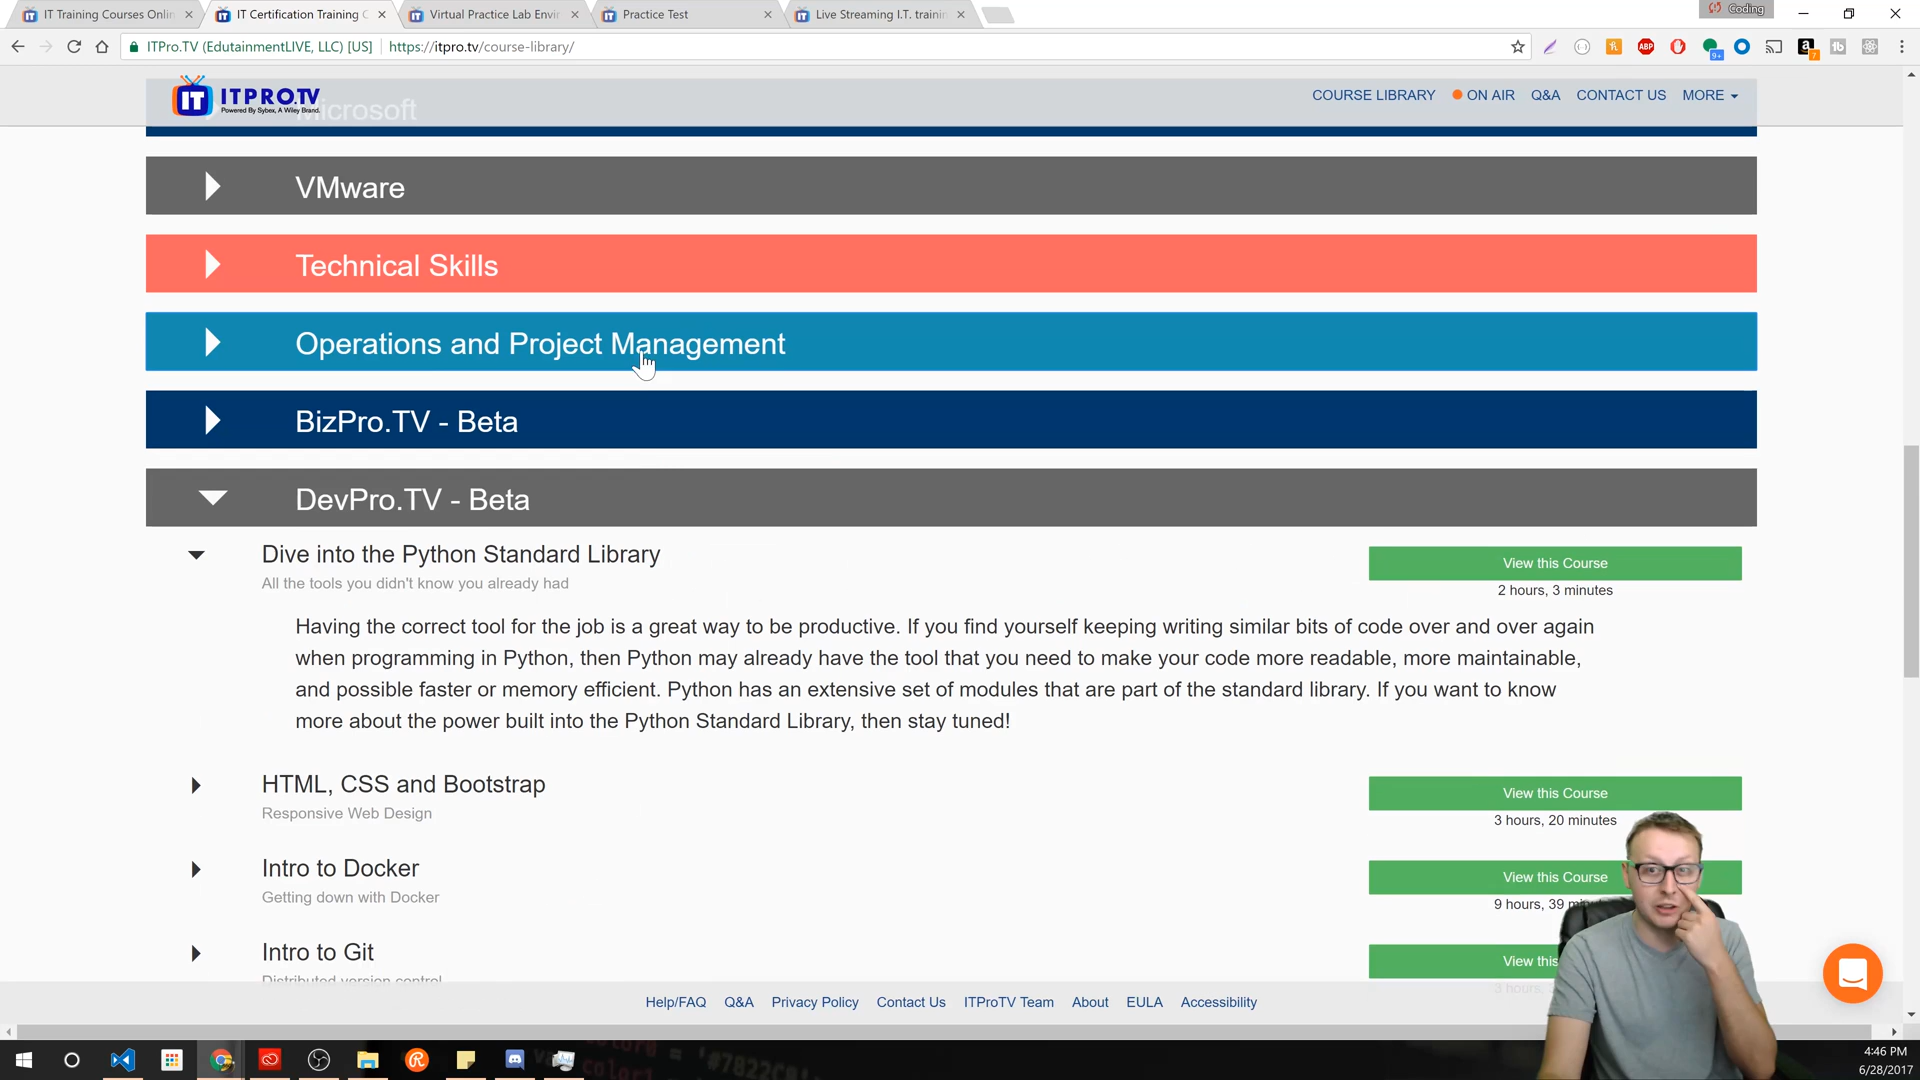 IT Training Courses Onlin
IT Certification Training C
Virtual Practice Lab Envir
Practice Test
Live Streaming I.T. trainin
Coding
ITPro.TV (EdutainmentLIVE, LLC) [US]
https://itpro.tv/course-library/
IT ITPRO.TV
Powered By Sybex, A Wiley Brand.
COURSE LIBRARY
ON AIR
Q&A
CONTACT US
MORE
Microsoft
VMware
Technical Skills
Operations and Project Management
BizPro.TV - Beta
DevPro.TV - Beta
Dive into the Python Standard Library
All the tools you didn't know you already had
View this Course
2 hours, 3 minutes
Having the correct tool for the job is a great way to be productive. If you find yourself keeping writing similar bits of code over and over again
when programming in Python, then Python may already have the tool that you need to make your code more readable, more maintainable,
and possible faster or memory efficient. Python has an extensive set of modules that are part of the standard library. If you want to know
more about the power built into the Python Standard Library, then stay tuned!
HTML, CSS and Bootstrap
Responsive Web Design
View this Course
3 hours, 20 minutes
Intro to Docker
Getting down with Docker
View this Course
9 hours, 39
Intro to Git
Distributed version control
View this
Help/FAQ
Q&A
Privacy Policy
Contact Us
ITProTV Team
About
EULA
Accessibility
4:46 PM
6/28/2017